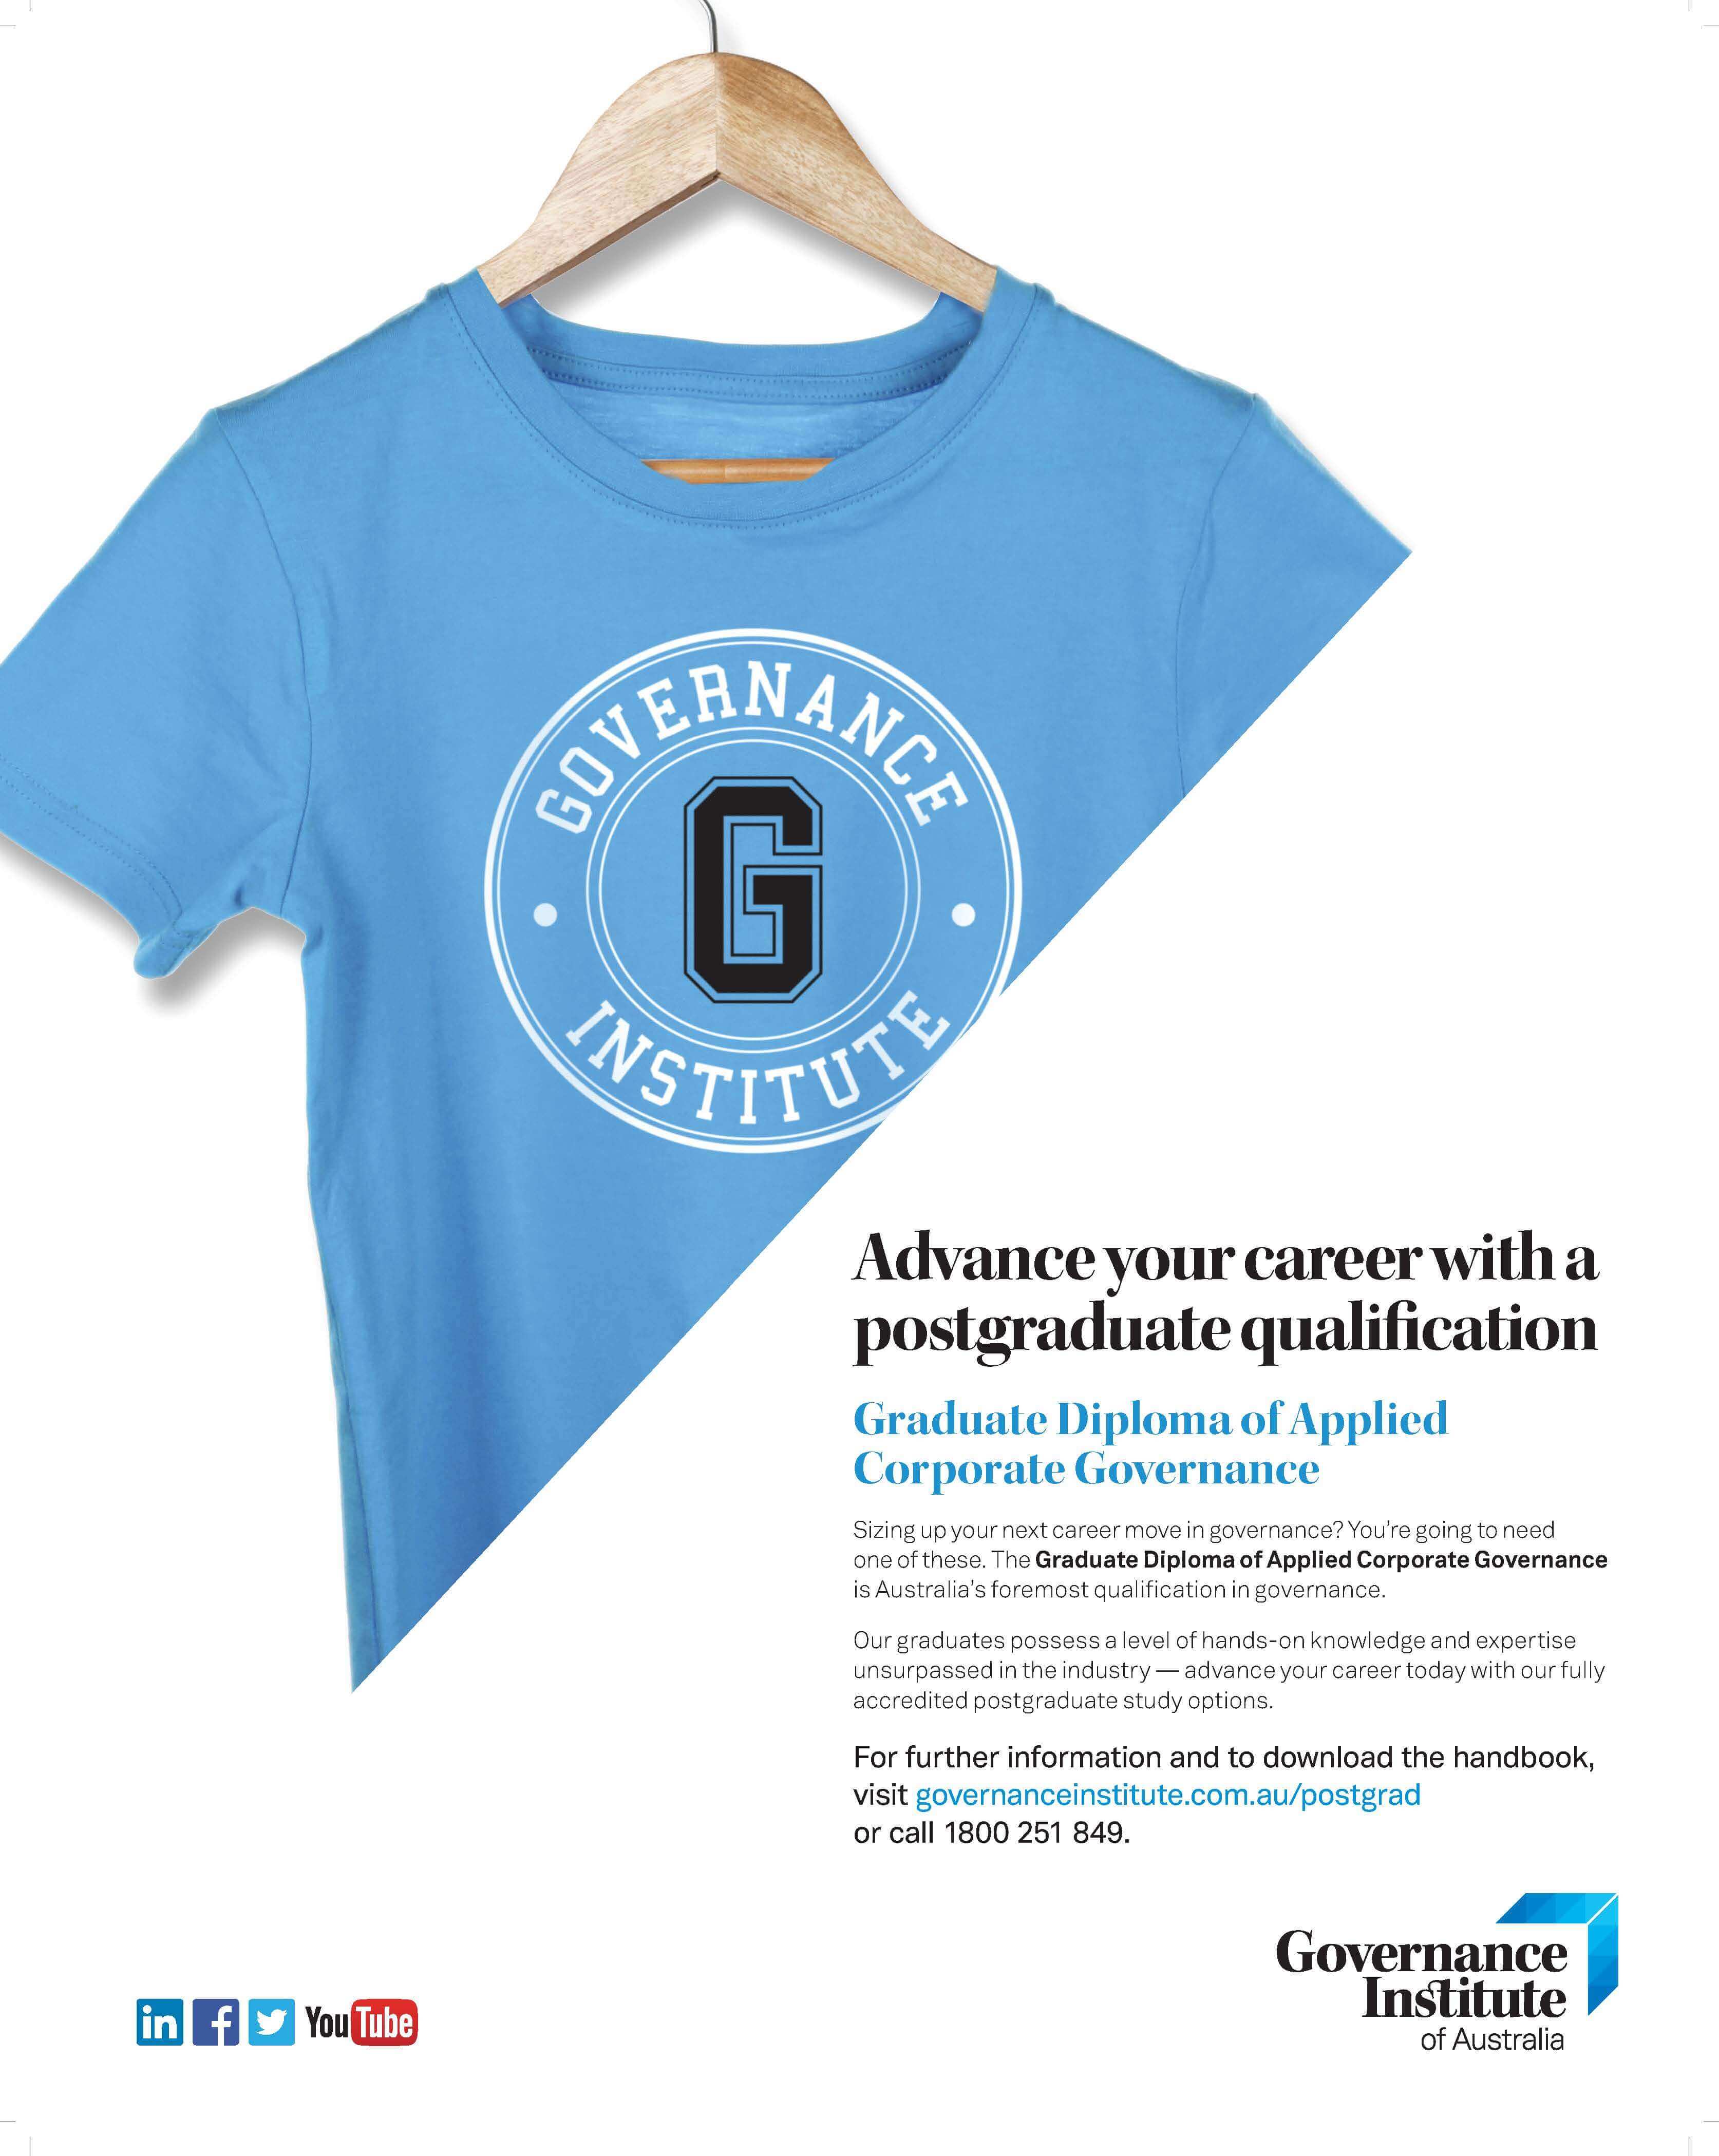 GOVERNANCE
G
INSTITUTE
Advance your career with a
postgraduate qualification
Graduate Diploma of Applied
Corporate Governance
Sizing up your next career move in governance? You’re going to need
one of these. The Graduate Diploma of Applied Corporate Governance
is Australia’s foremost qualification in governance.
Our graduates possess a level of hands-on knowledge and expertise
unsurpassed in the industry — advance your career today with our fully
accredited postgraduate study options.
For further information and to download the handbook,
visit governanceinstitute.com.au/postgrad
or call 1800 251 849.
Governance
Institute
of Australia
in f YouTube